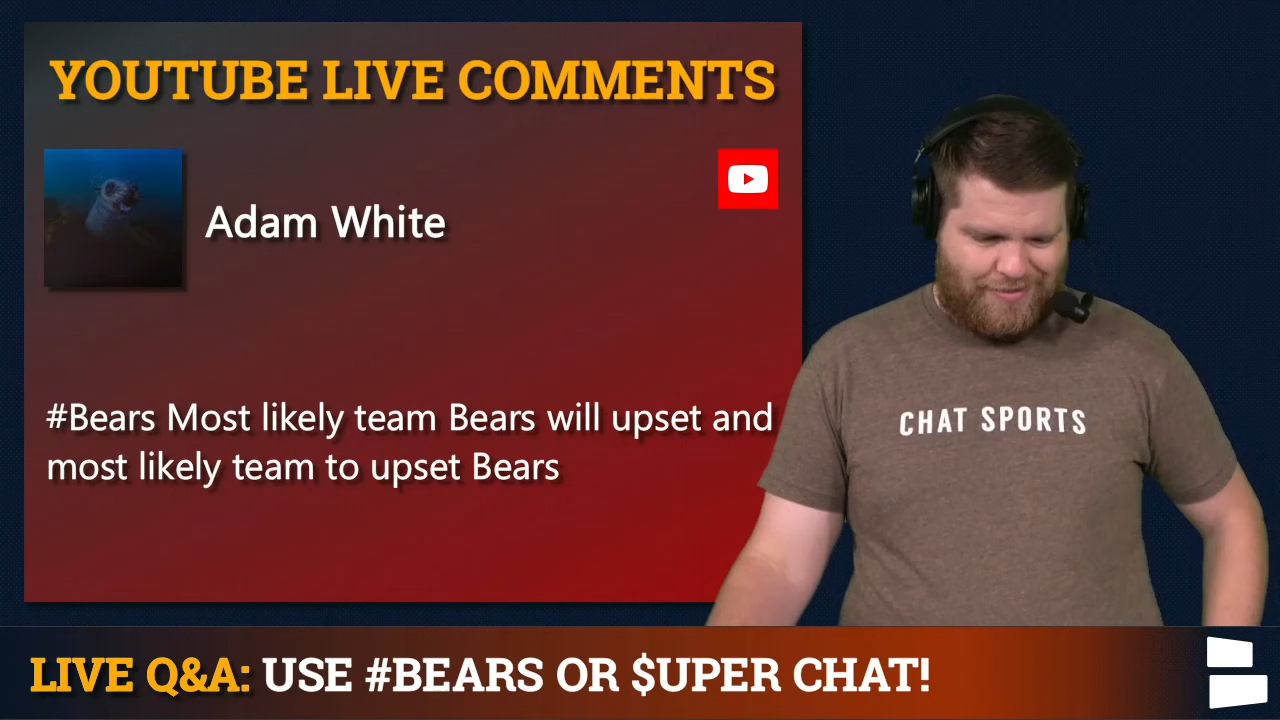 YOUTUBE LIVE COMMENTS
Adam White
#Bears Most likely team Bears will upset and
most likely team to upset Bears
CHAT SPORTS
LIVE Q&A: USE #BEARS OR $UPER CHAT!